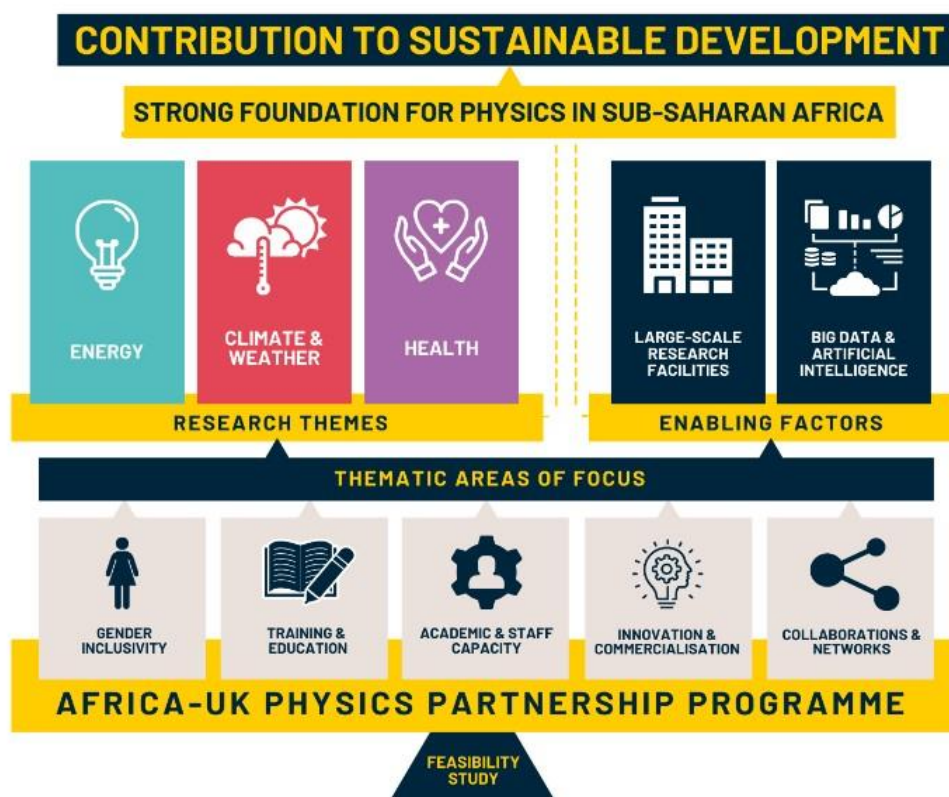 CONTRIBUTION TO SUSTAINABLE DEVELOPMENT
STRONG FOUNDATION FOR PHYSICS IN SUB-SAHARAN AFRICA
ENERGY
CLIMATE &
WEATHER
HEALTH
LARGE-SCALE
RESEARCH
FACILITIES
BIG DATA &
ARTIFICIAL
INTELLIGENCE
RESEARCH THEMES
ENABLING FACTORS
THEMATIC AREAS OF FOCUS
GENDER
INCLUSIVITY
TRAINING &
EDUCATION
ACADEMIC & STAFF
CAPACITY
INNOVATION &
COMMERCIALISATION
COLLABORATIONS &
NETWORKS
AFRICA-UK PHYSICS PARTNERSHIP PROGRAMME
FEASIBILITY
STUDY